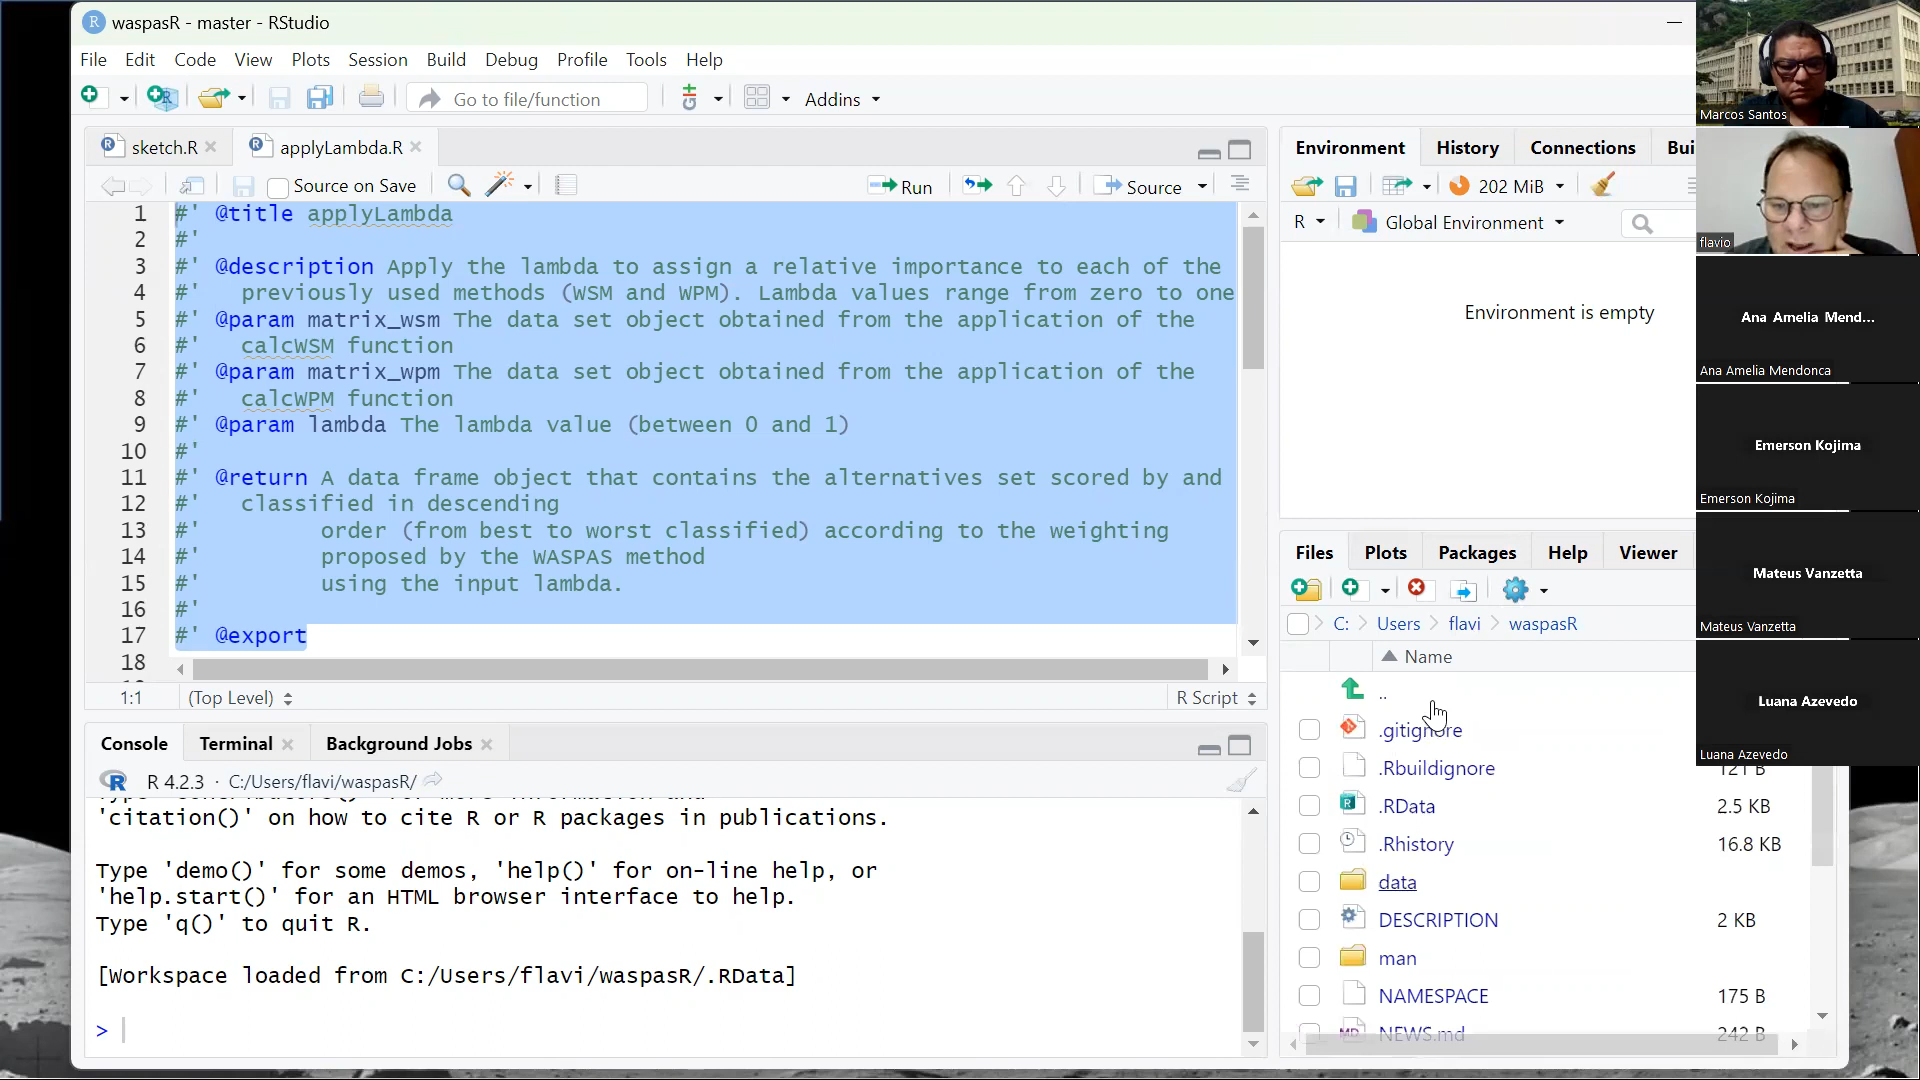 waspasR - master - RStudio
File Edit Code View Plots Session Build Debug Profile Tools Help
Go to file/function
Addins
sketch.R
applyLambda.R
Source on Save
Run
Source
1 #' @title applyLambda
2 #'
3 #' @description Apply the lambda to assign a relative importance to each of the
4 #' previously used methods (WSM and WPM). Lambda values range from zero to one
5 #' @param matrix_wsm The data set object obtained from the application of the
6 #' calcWSM function
7 #' @param matrix_wpm The data set object obtained from the application of the
8 #' calcWPM function
9 #' @param lambda The lambda value (between 0 and 1)
10 #'
11 #' @return A data frame object that contains the alternatives set scored by and
12 #' classified in descending
13 #' order (from best to worst classified) according to the weighting
14 #' proposed by the WASPAS method
15 #' using the input lambda.
16 #'
17 #' @export
18
1:1
(Top Level)
R Script
Console Terminal Background Jobs
R 4.2.3 · C:/Users/flavi/waspasR/
'citation()' on how to cite R or R packages in publications.
Type 'demo()' for some demos, 'help()' for on-line help, or
'help.start()' for an HTML browser interface to help.
Type 'q()' to quit R.
[Workspace loaded from C:/Users/flavi/waspasR/.RData]
>
Environment History Connections Bui
202 MiB
R
Global Environment
Environment is empty
Files Plots Packages Help Viewer
C: Users flavi waspasR
Name
..
.gitignore
.Rbuildignore 121 B
.RData 2.5 KB
.Rhistory 16.8 KB
data
DESCRIPTION 2 KB
man
NAMESPACE 175 B
NEWS.md 242 B
Marcos Santos
flavio
Ana Amelia Mend...
Ana Amelia Mendonca
Emerson Kojima
Emerson Kojima
Mateus Vanzetta
Mateus Vanzetta
Luana Azevedo
Luana Azevedo